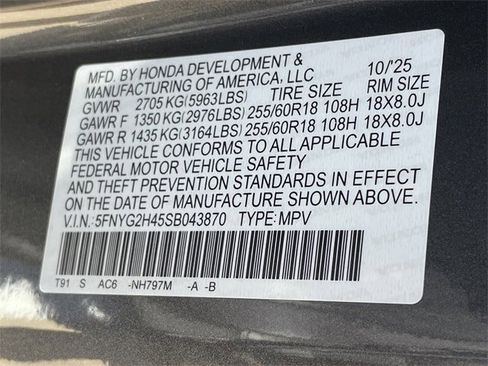 MFD. BY HONDA DEVELOPMENT &
MANUFACTURING OF AMERICA, LLC 10/'25
GVWR 2705 KG(5963LBS) TIRE SIZE RIM SIZE
GAWR F 1350 KG(2976LBS) 255/60R18 108H 18X8.0J
GAWR R 1435 KG(3164LBS) 255/60R18 108H 18X8.0J
THIS VEHICLE CONFORMS TO ALL APPLICABLE
FEDERAL MOTOR VEHICLE SAFETY
AND THEFT PREVENTION STANDARDS IN EFFECT
ON THE DATE OF MANUFACTURE SHOWN ABOVE.
V.I.N.:5FNYG2H45SB043870 TYPE:MPV
T91 S AC6 -NH797M -A -B